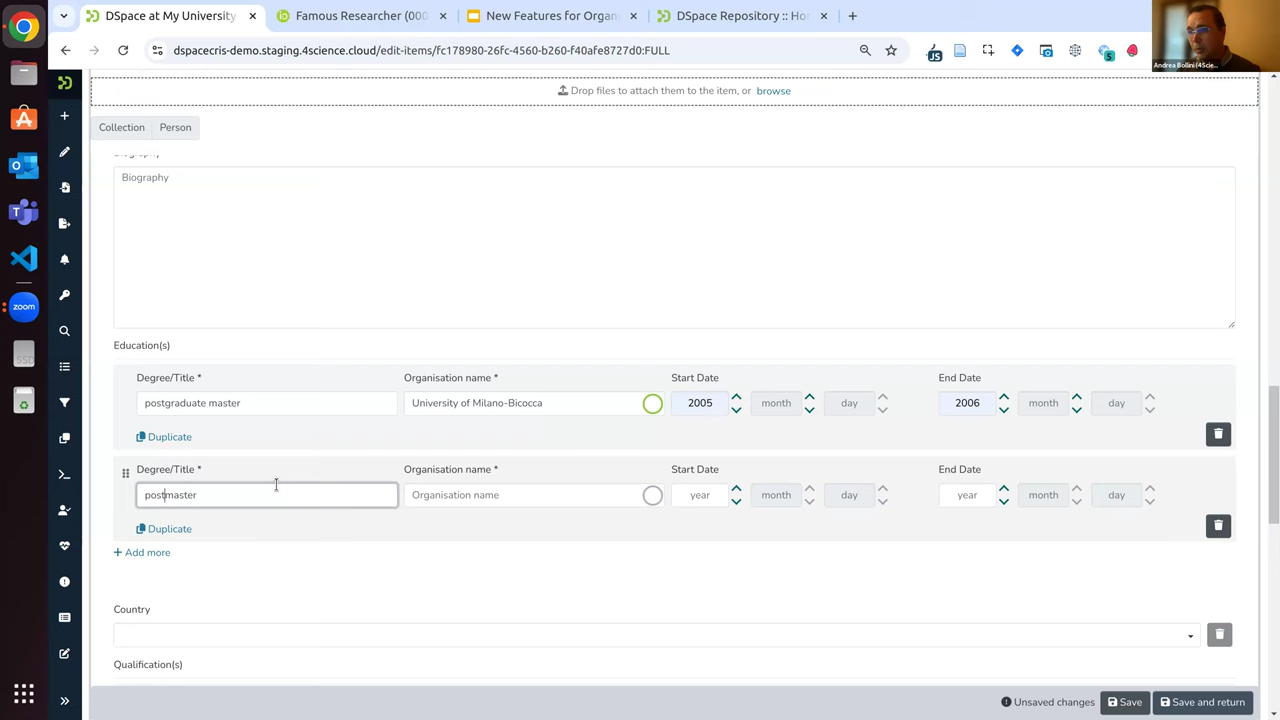 DSpace at My University
Famous Researcher (000
New Features for Organ
DSpace Repository :: Ho
dspacecris-demo.staging.4science.cloud/edit-items/fc178980-26fc-4560-b260-f40afe8727d0:FULL
JS
5
Andrea Bollini (4Scie...
Drop files to attach them to the item, or browse
Collection
Person
Biography
Biography
Education(s)
Degree/Title *
Organisation name *
Start Date
End Date
postgraduate master
University of Milano-Bicocca
2005
month
day
2006
month
day
Duplicate
Degree/Title *
Organisation name *
Start Date
End Date
postmaster
Organisation name
year
month
day
year
month
day
Duplicate
+ Add more
Country
Qualification(s)
Unsaved changes
Save
Save and return
zoom
SSD